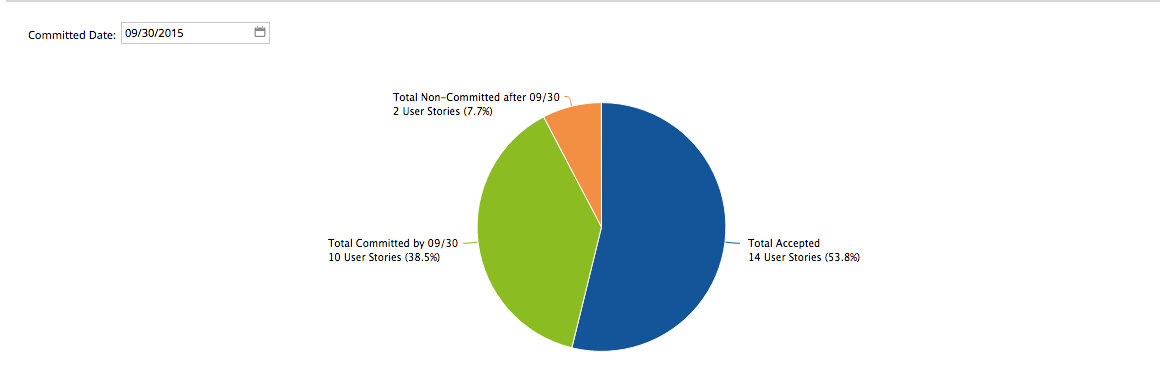 Committed Date: 09/30/2015
Total Non-Committed after 09/30
2 User Stories (7.7%)
Total Committed by 09/30
10 User Stories (38.5%)
Total Accepted
14 User Stories (53.8%)